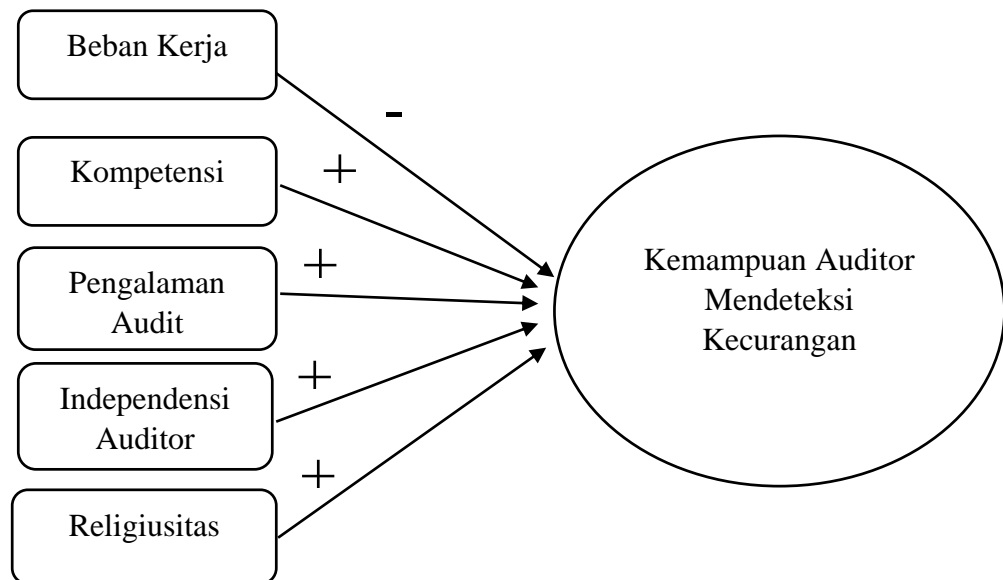 Beban Kerja
-
Kompetensi
+
Pengalaman
Audit
+
Independensi
Auditor
+
Religiusitas
+
Kemampuan Auditor
Mendeteksi
Kecurangan